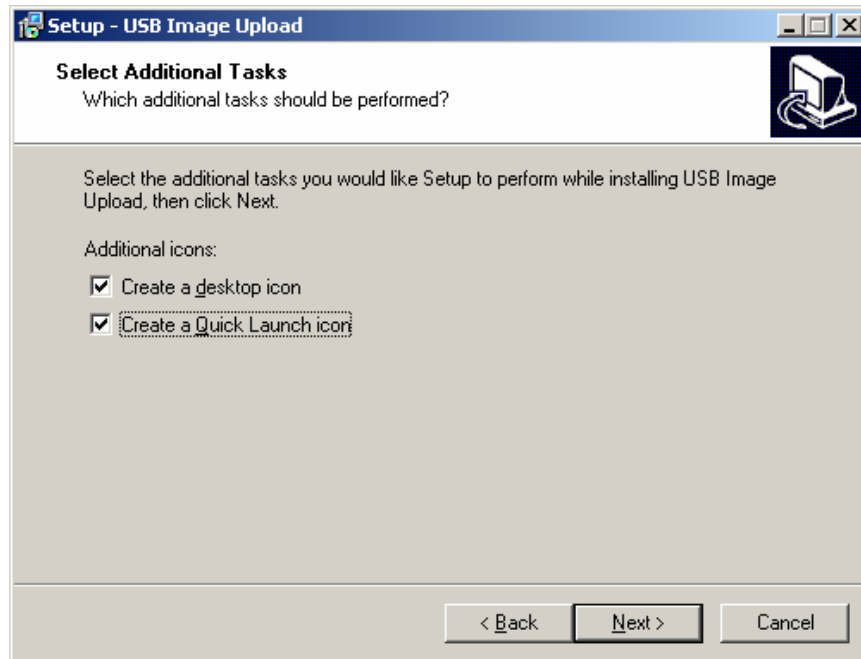 Setup - USB Image Upload
Select Additional Tasks
Which additional tasks should be performed?
Select the additional tasks you would like Setup to perform while installing USB Image
Upload, then click Next.
Additional icons:
Create a desktop icon
Create a Quick Launch icon
< Back
Next >
Cancel